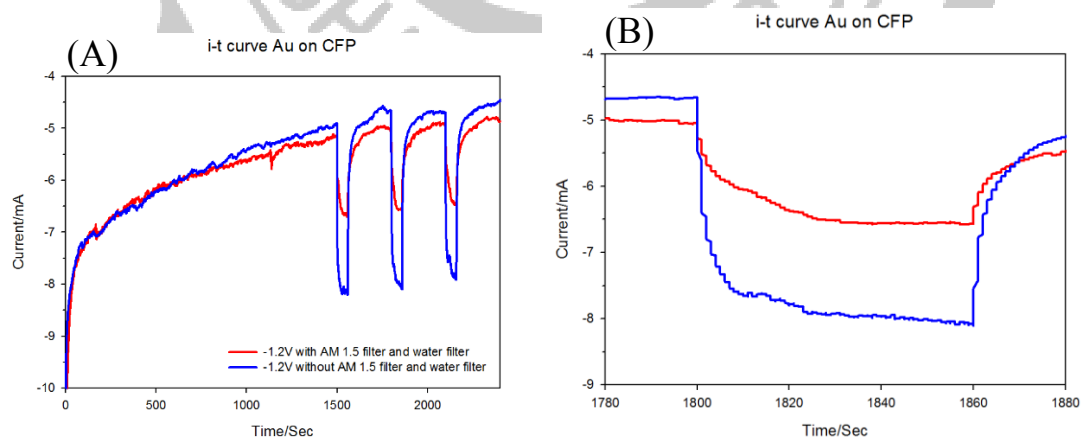 (A)
i-t curve Au on CFP
-4
-5
-6
-7
-8
-9
-10
Current/mA
0
500
1000
1500
2000
Time/Sec
-1.2V with AM 1.5 filter and water filter
-1.2V without AM 1.5 filter and water filter
(B)
i-t curve Au on CFP
-4
-5
-6
-7
-8
-9
Current/mA
1780
1800
1820
1840
1860
1880
Time/Sec